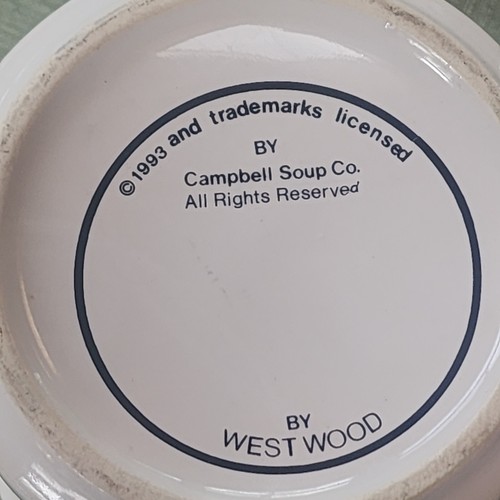 ©1993 and trademarks licensed
BY
Campbell Soup Co.
All Rights Reserved
BY
WESTWOOD